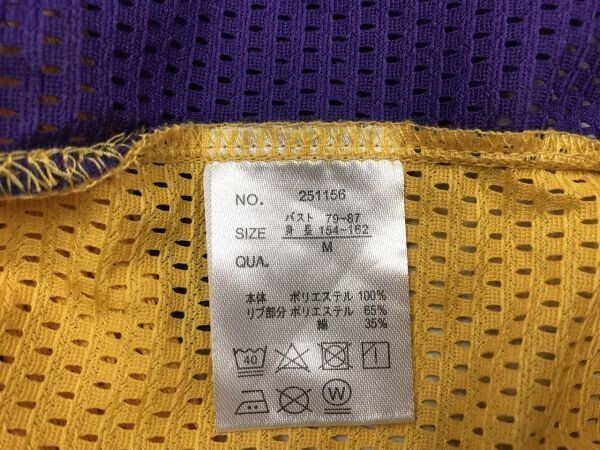 NO. 251156
バスト 79-87
SIZE 身長 154-162
M
QUA.
本体 ポリエステル 100%
リブ部分 ポリエステル 65%
綿 35%
40
W